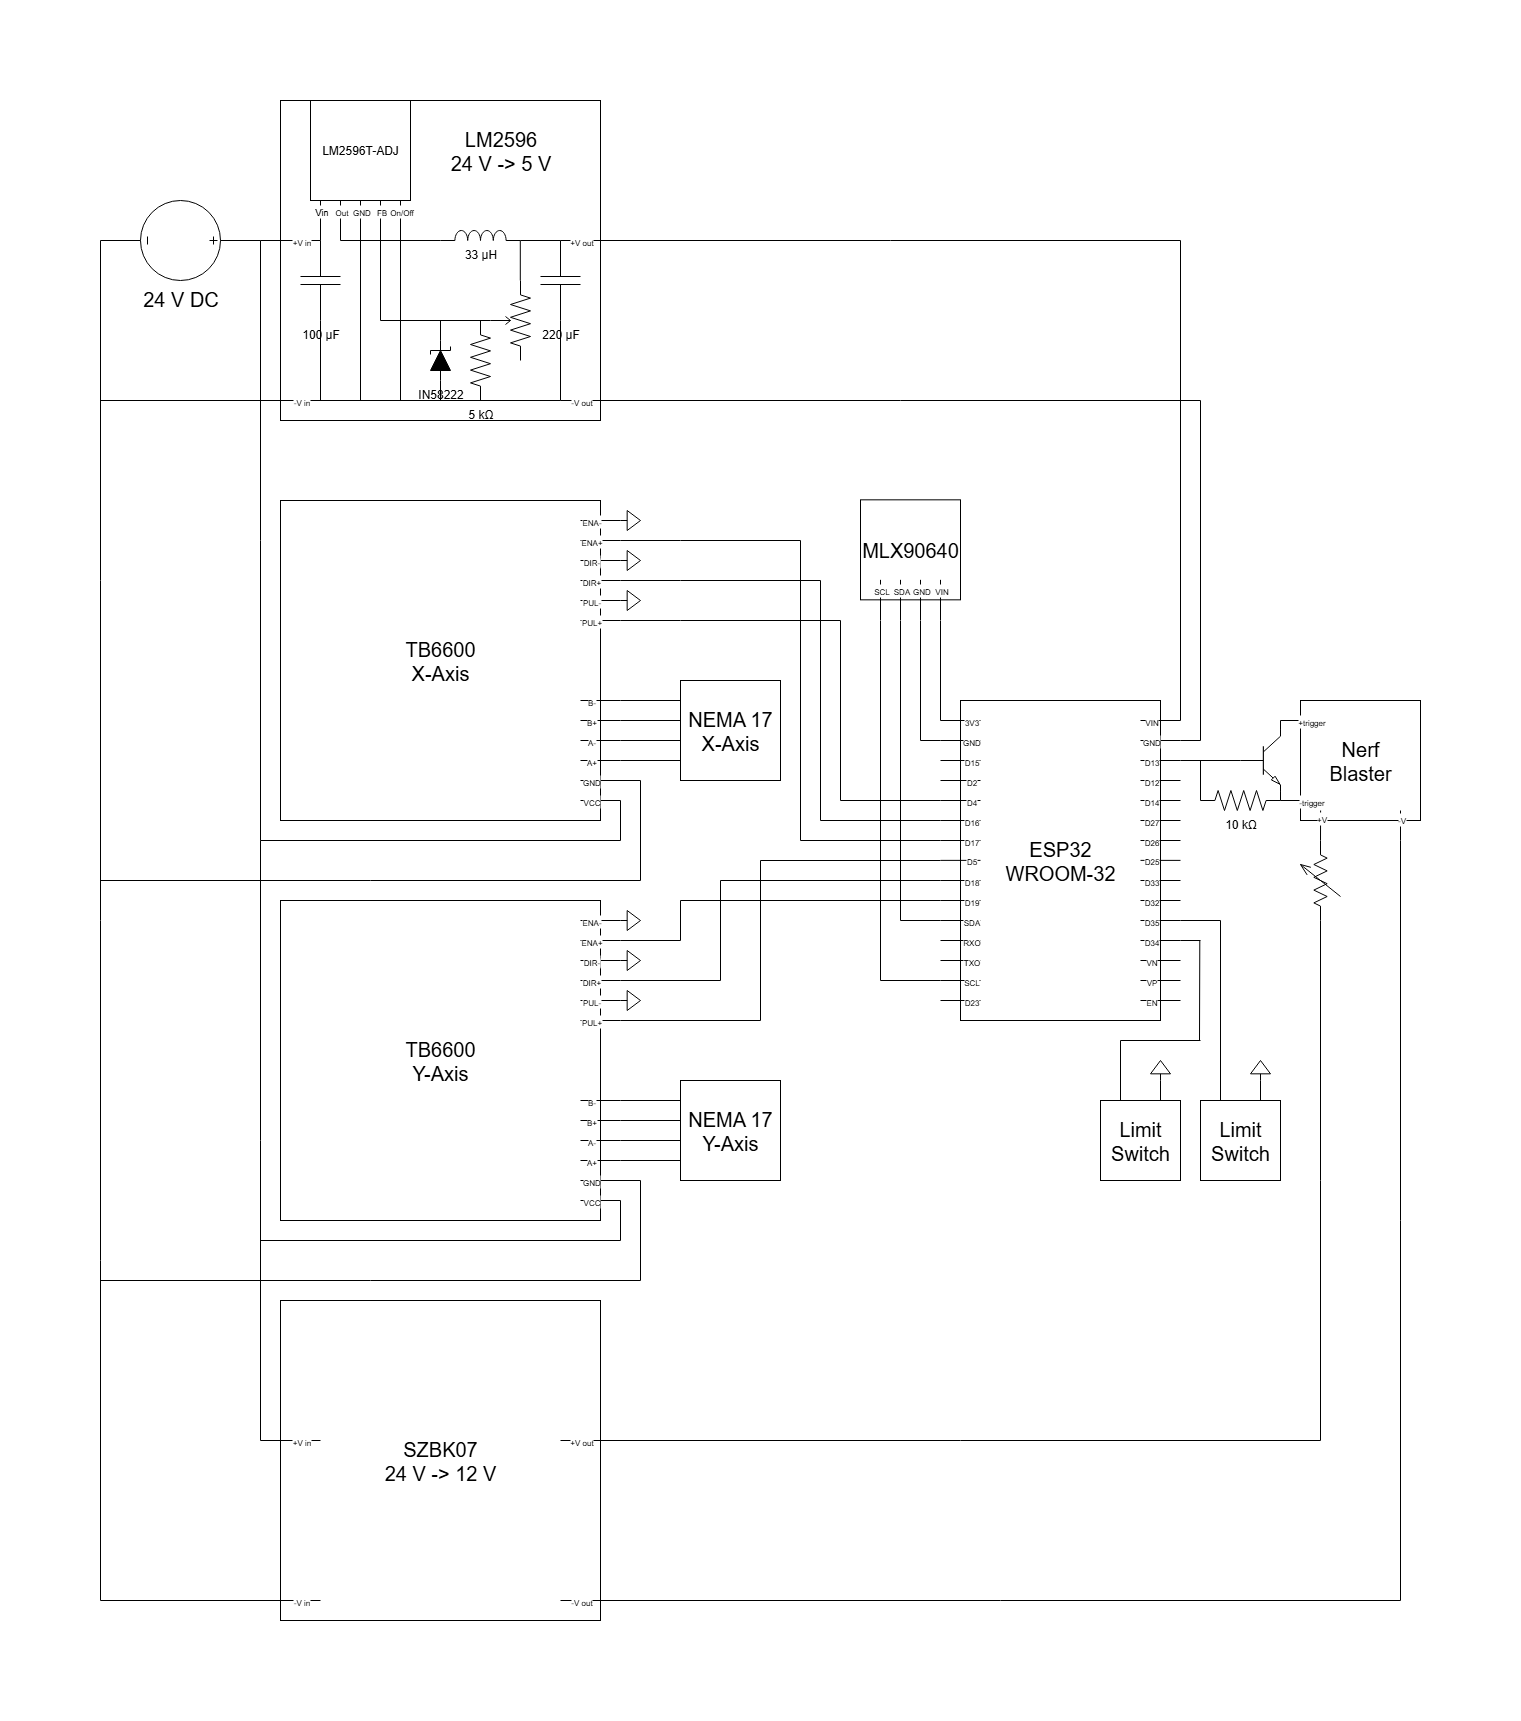 LM2596T-ADJ
LM2596
24 V -> 5 V
Vin
Out
GND
FB
On/Off
+V in
+V out
33 µH
24 V DC
100 µF
220 µF
IN58222
-V in
-V out
5 kΩ
ENA-
ENA+
DIR-
DIR+
PUL-
PUL+
TB6600
X-Axis
B-
B+
A-
A+
GND
VCC
NEMA 17
X-Axis
MLX90640
SCL
SDA
GND
VIN
3V3
GND
D15
D2
D4
D16
D17
D5
D18
D19
SDA
RXO
TXO
SCL
D23
ESP32
WROOM-32
VIN
GND
D13
D12
D14
D27
D26
D25
D33
D32
D35
D34
VN
VP
EN
+trigger
Nerf
Blaster
-trigger
+V
-V
10 kΩ
ENA-
ENA+
DIR-
DIR+
PUL-
PUL+
TB6600
Y-Axis
B-
B+
A-
A+
GND
VCC
NEMA 17
Y-Axis
Limit
Switch
Limit
Switch
+V in
SZBK07
24 V -> 12 V
+V out
-V in
-V out